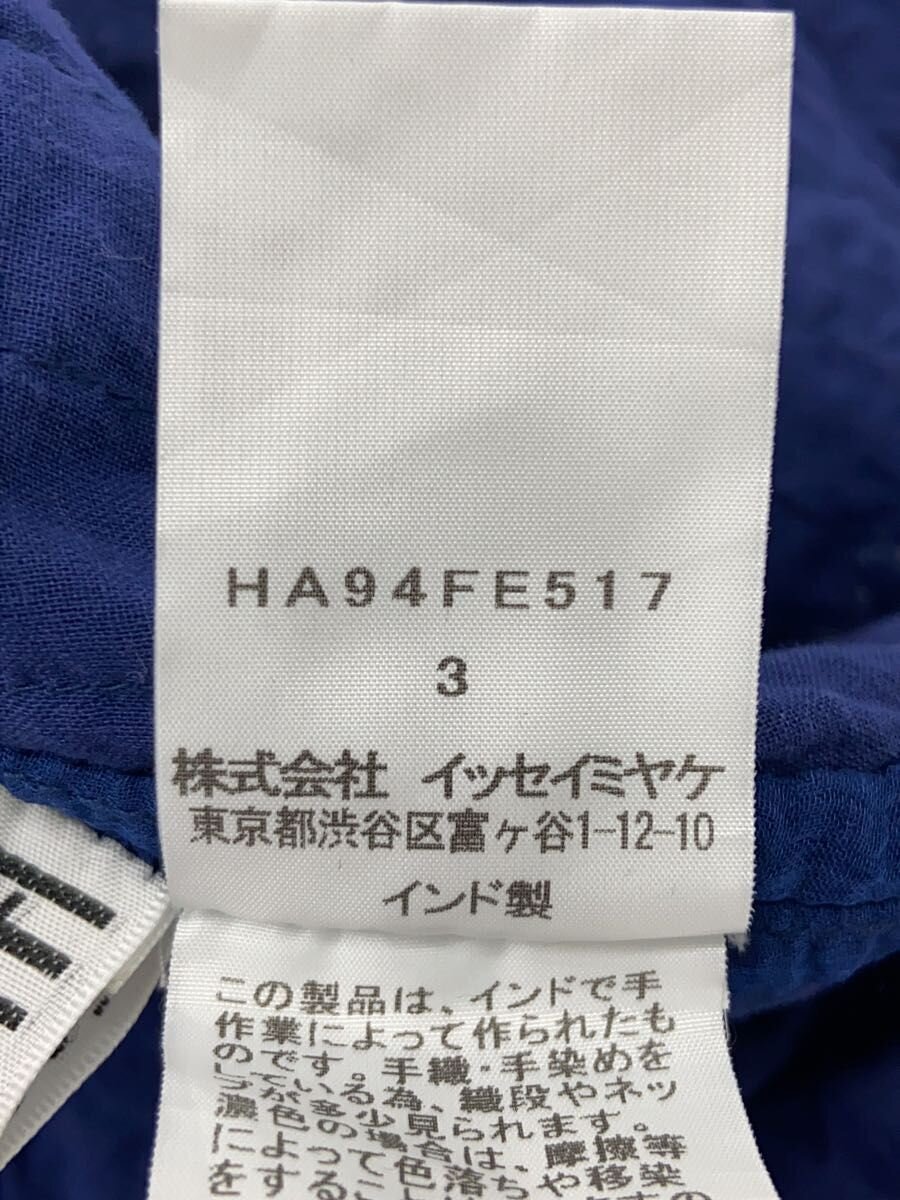 HA94FE517
3
株式会社 イッセイミヤケ
東京都渋谷区富ヶ谷1-12-10
インド製
この製品は、インドで手
作業によって作られたも
のです。手織・手染めを
している為、織段やネッ
プが多少見られます。
濃色の場合は、摩擦等
によって色落ちや移染
をする